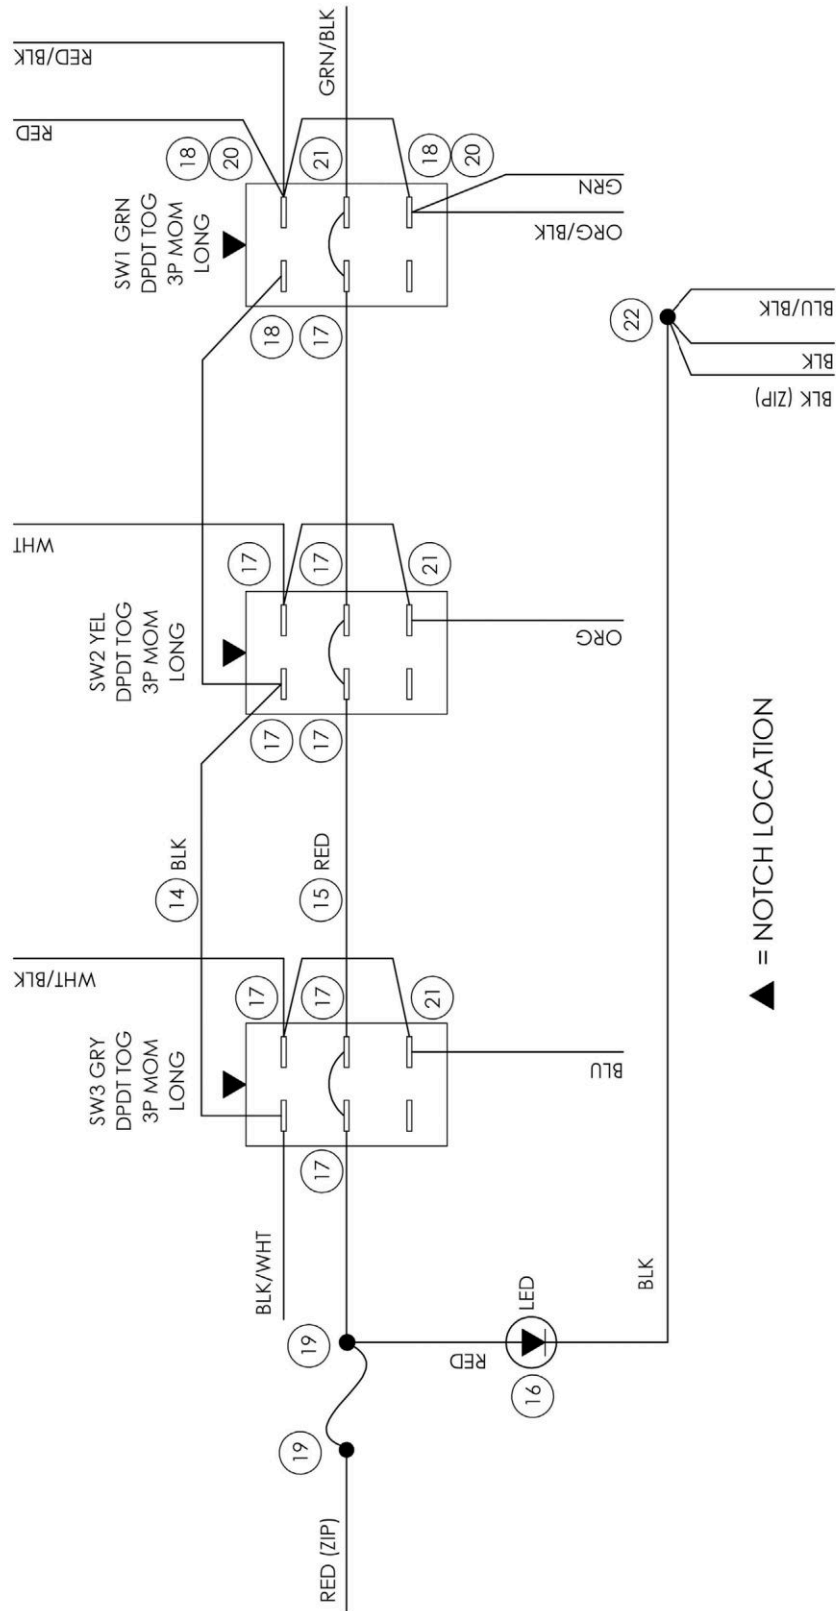 RED (ZIP)
19
19
RED
16
LED
BLK
BLK/WHT
SW3 GRY
DPDT TOG
3P MOM
LONG
17
17
17
21
WHT/BLK
BLU
14
BLK
15
RED
SW2 YEL
DPDT TOG
3P MOM
LONG
17
17
17
17
21
WHT
ORG
SW1 GRN
DPDT TOG
3P MOM
LONG
18
17
18
20
21
18
20
RED
RED/BLK
GRN/BLK
ORG/BLK
GRN
22
BLK (ZIP)
BLK
BLU/BLK
= NOTCH LOCATION